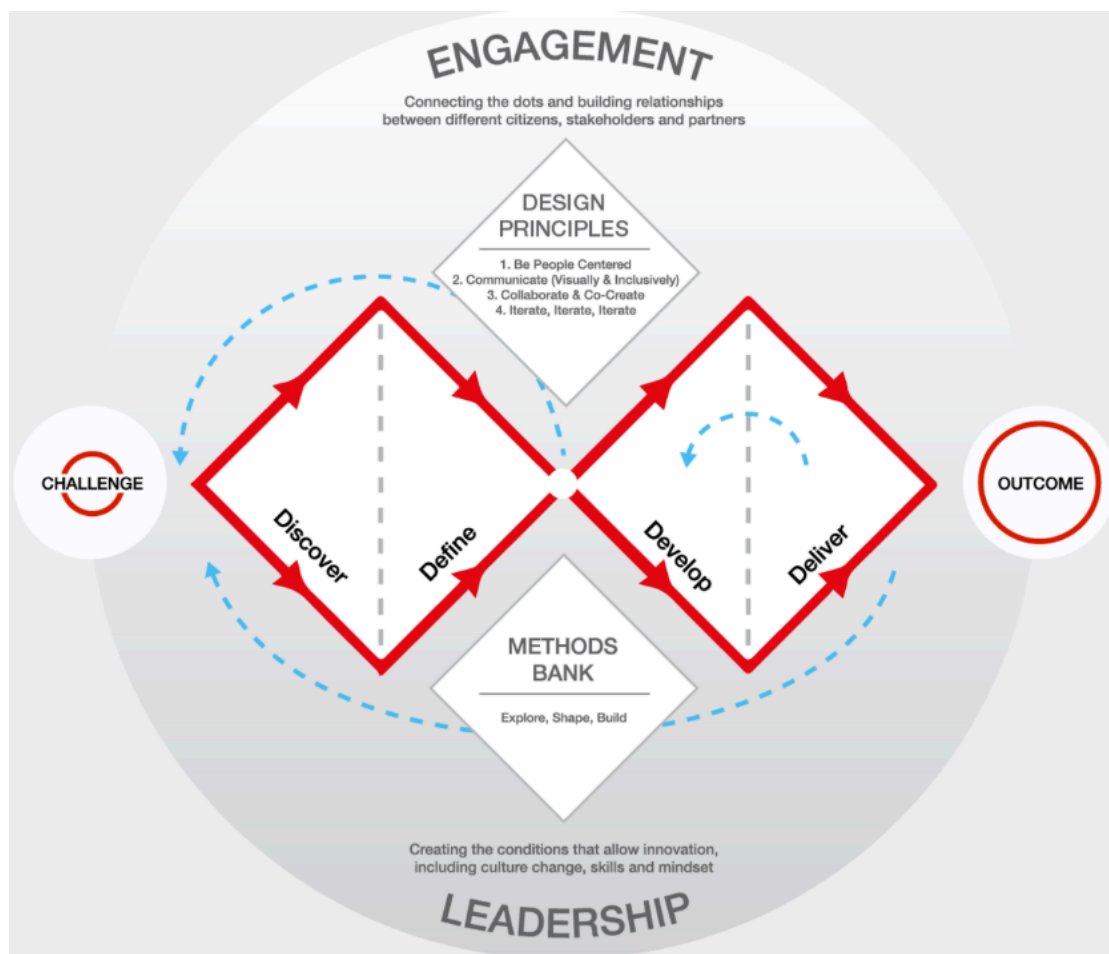 ENGAGEMENT
Connecting the dots and building relationships
between different citizens, stakeholders and partners
DESIGN
PRINCIPLES
1. Be People Centered
2. Communicate (Visually & Inclusively)
3. Collaborate & Co-Create
4. Iterate, Iterate, Iterate
CHALLENGE
Discover
Define
Develop
Deliver
OUTCOME
METHODS
BANK
Explore, Shape, Build
Creating the conditions that allow innovation,
including culture change, skills and mindset
LEADERSHIP